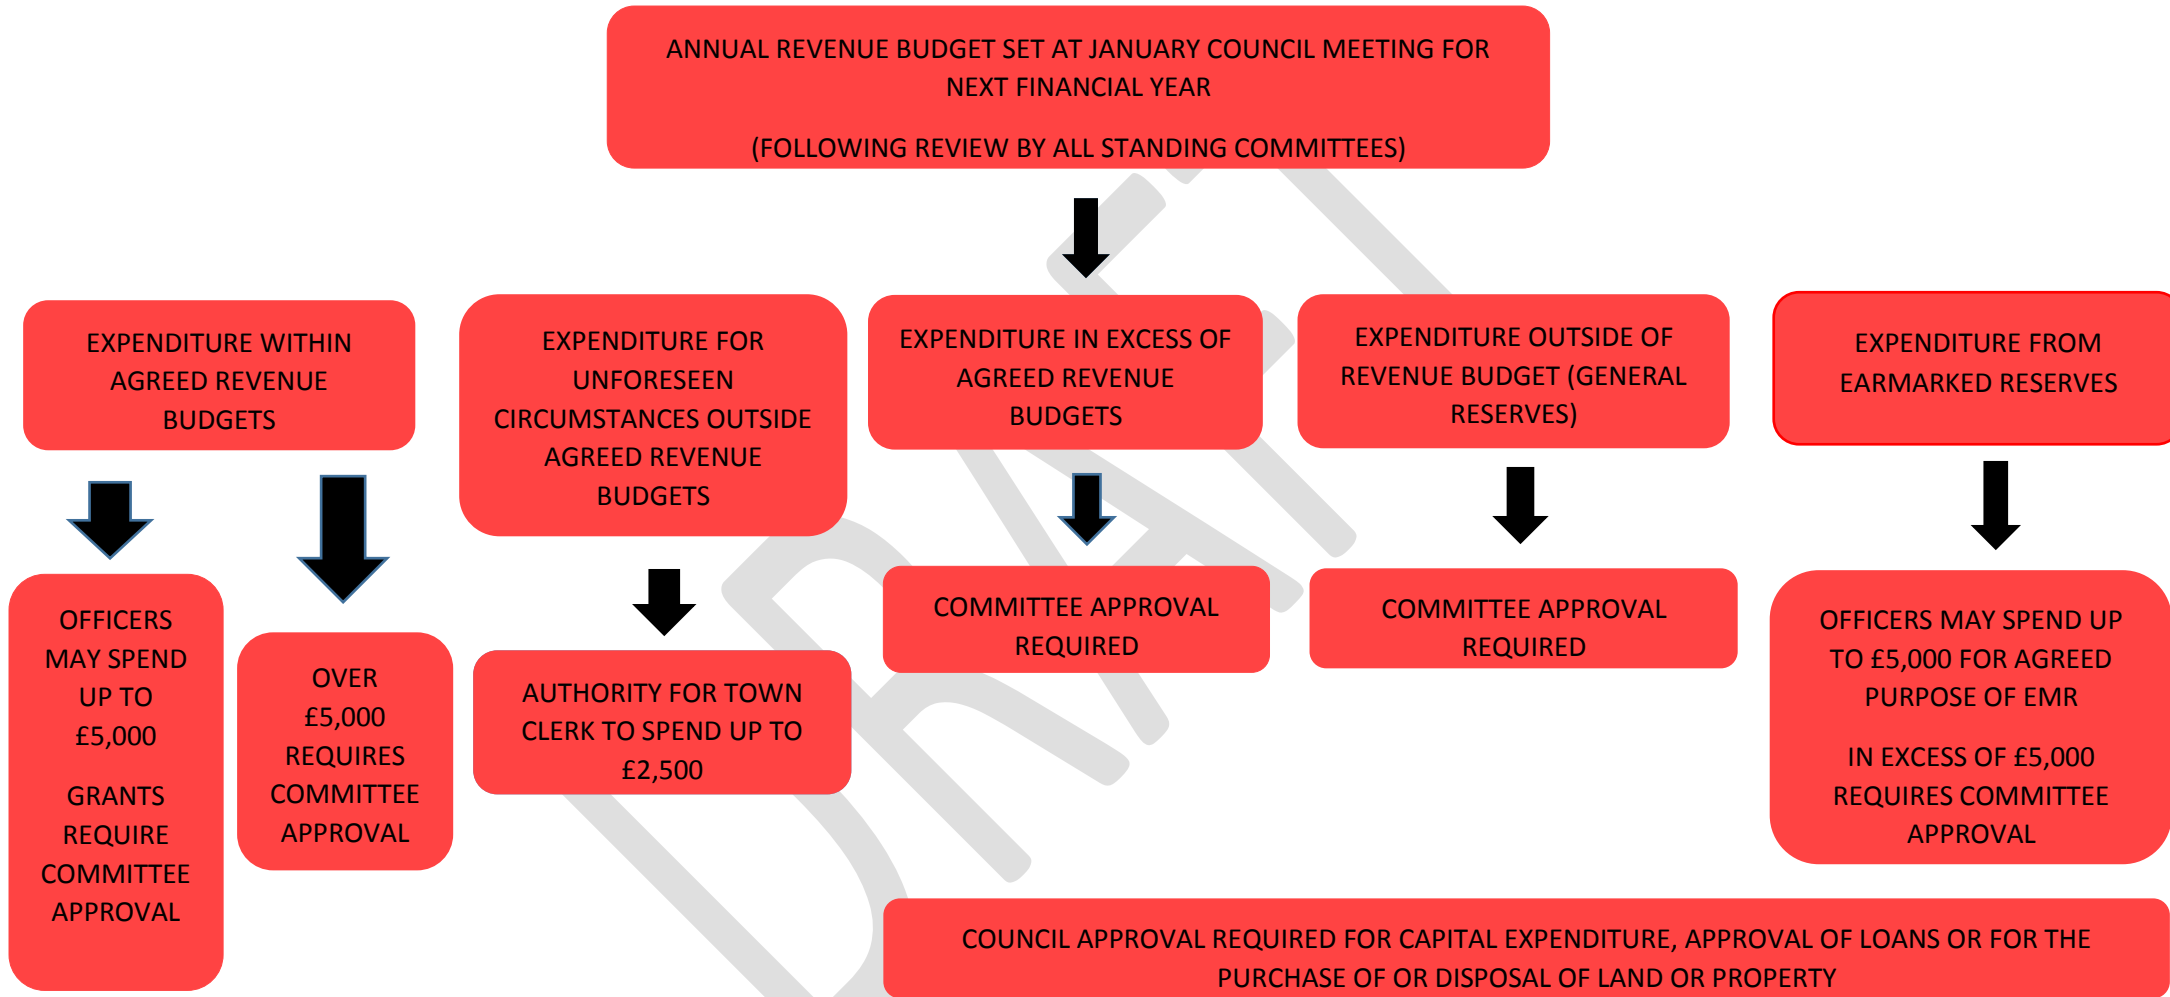 ANNUAL REVENUE BUDGET SET AT JANUARY COUNCIL MEETING FOR
NEXT FINANCIAL YEAR
(FOLLOWING REVIEW BY ALL STANDING COMMITTEES)
EXPENDITURE WITHIN
AGREED REVENUE
BUDGETS
EXPENDITURE FOR
UNFORESEEN
CIRCUMSTANCES OUTSIDE
AGREED REVENUE
BUDGETS
EXPENDITURE IN EXCESS OF
AGREED REVENUE
BUDGETS
EXPENDITURE OUTSIDE OF
REVENUE BUDGET (GENERAL
RESERVES)
EXPENDITURE FROM
EARMARKED RESERVES
OFFICERS
MAY SPEND
UP TO
£5,000
GRANTS
REQUIRE
COMMITTEE
APPROVAL
OVER
£5,000
REQUIRES
COMMITTEE
APPROVAL
AUTHORITY FOR TOWN
CLERK TO SPEND UP TO
£2,500
COMMITTEE APPROVAL
REQUIRED
COMMITTEE APPROVAL
REQUIRED
OFFICERS MAY SPEND UP
TO £5,000 FOR AGREED
PURPOSE OF EMR
IN EXCESS OF £5,000
REQUIRES COMMITTEE
APPROVAL
COUNCIL APPROVAL REQUIRED FOR CAPITAL EXPENDITURE, APPROVAL OF LOANS OR FOR THE
PURCHASE OF OR DISPOSAL OF LAND OR PROPERTY
DRAFT